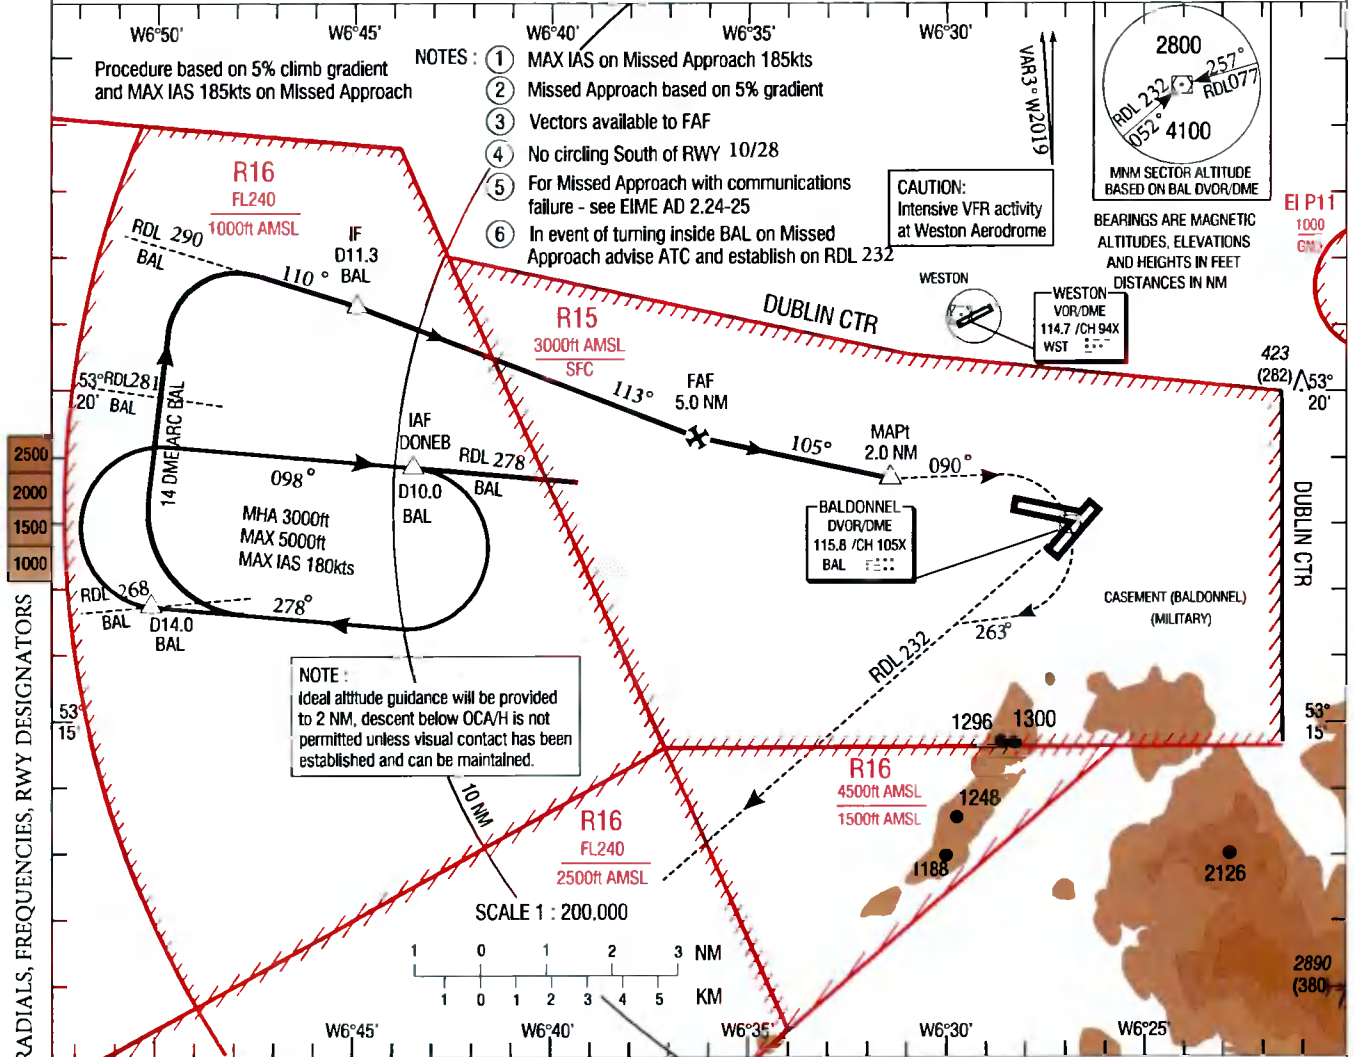 W6°50'
W6°45'
W6°40'
W6°35'
W6°30'
Procedure based on 5% climb gradient
and MAX IAS 185kts on Missed Approach
NOTES :
1 MAX IAS on Missed Approach 185kts
2 Missed Approach based on 5% gradient
3 Vectors available to FAF
4 No circling South of RWY 10/28
5 For Missed Approach with communications
failure - see EIME AD 2.24-25
6 In event of turning inside BAL on Missed
Approach advise ATC and establish on RDL 232
VAR3° W2019
2800
257°
RDL077
RDL 232
052°
4100
MNM SECTOR ALTITUDE
BASED ON BAL DVOR/DME
CAUTION:
Intensive VFR activity
at Weston Aerodrome
BEARINGS ARE MAGNETIC
ALTITUDES, ELEVATIONS
AND HEIGHTS IN FEET
DISTANCES IN NM
EI P11
1000
GND
R16
FL240
1000ft AMSL
RDL 290
BAL
110°
IF
D11.3
BAL
WESTON
WESTON
VOR/DME
114.7 /CH 94X
WST
DUBLIN CTR
R15
3000ft AMSL
SFC
423
(282)
53°
20'
53°
20'
RDL281
BAL
14 DME ARC BAL
113°
FAF
5.0 NM
105°
MAPt
2.0 NM
090°
IAF
DONEB
RDL 278
BAL
D10.0
BAL
098°
MHA 3000ft
MAX 5000ft
MAX IAS 180kts
2500
2000
1500
1000
BALDONNEL
DVOR/DME
115.8 /CH 105X
BAL
DUBLIN CTR
CASEMENT (BALDONNEL)
(MILITARY)
RDL 268
BAL
D14.0
BAL
278°
263°
RDL 232
NOTE :
Ideal altitude guidance will be provided
to 2 NM, descent below OCA/H is not
permitted unless visual contact has been
established and can be maintained.
53°
15'
53°
15'
1296
1300
R16
4500ft AMSL
1500ft AMSL
1248
1188
2126
10 NM
R16
FL240
2500ft AMSL
SCALE 1 : 200.000
1 0 1 2 3 NM
1 0 1 2 3 4 5 KM
2890
(380)
W6°45'
W6°40'
W6°35'
W6°30'
W6°25'
RADIALS, FREQUENCIES, RWY DESIGNATORS